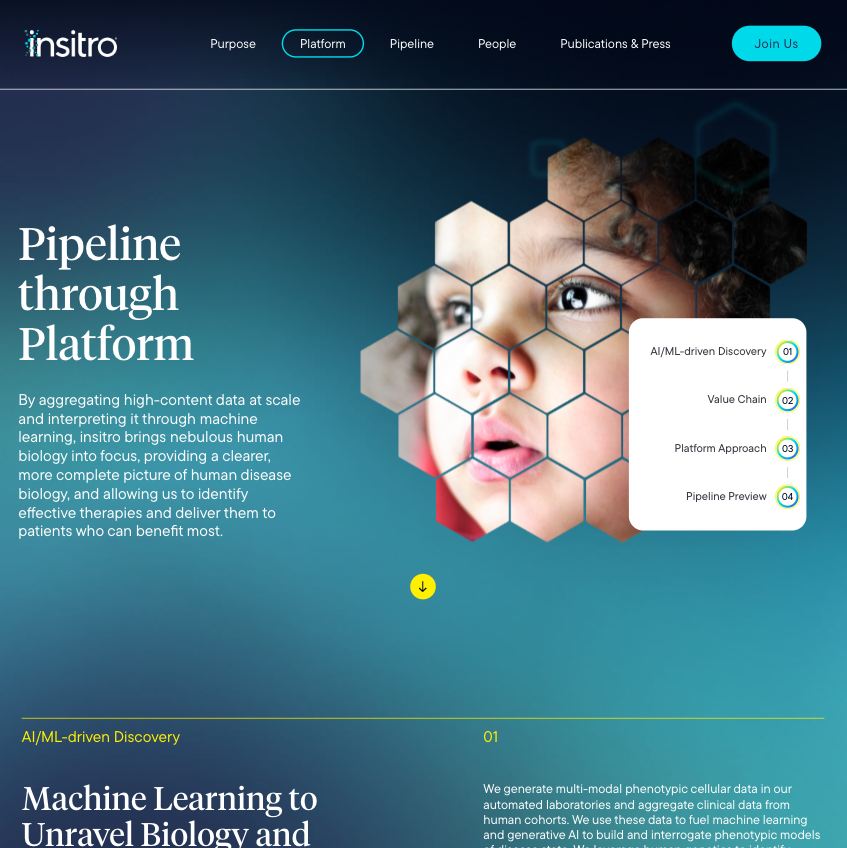 insitro
Purpose
Platform
Pipeline
People
Publications & Press
Join Us
Pipeline
through
Platform
By aggregating high-content data at scale
and interpreting it through machine
learning, insitro brings nebulous human
biology into focus, providing a clearer,
more complete picture of human disease
biology, and allowing us to identify
effective therapies and deliver them to
patients who can benefit most.
AI/ML-driven Discovery 01
Value Chain 02
Platform Approach 03
Pipeline Preview 04
AI/ML-driven Discovery
01
Machine Learning to
Unravel Biology and
We generate multi-modal phenotypic cellular data in our
automated laboratories and aggregate clinical data from
human cohorts. We use these data to fuel machine learning
and generative AI to build and interrogate phenotypic models